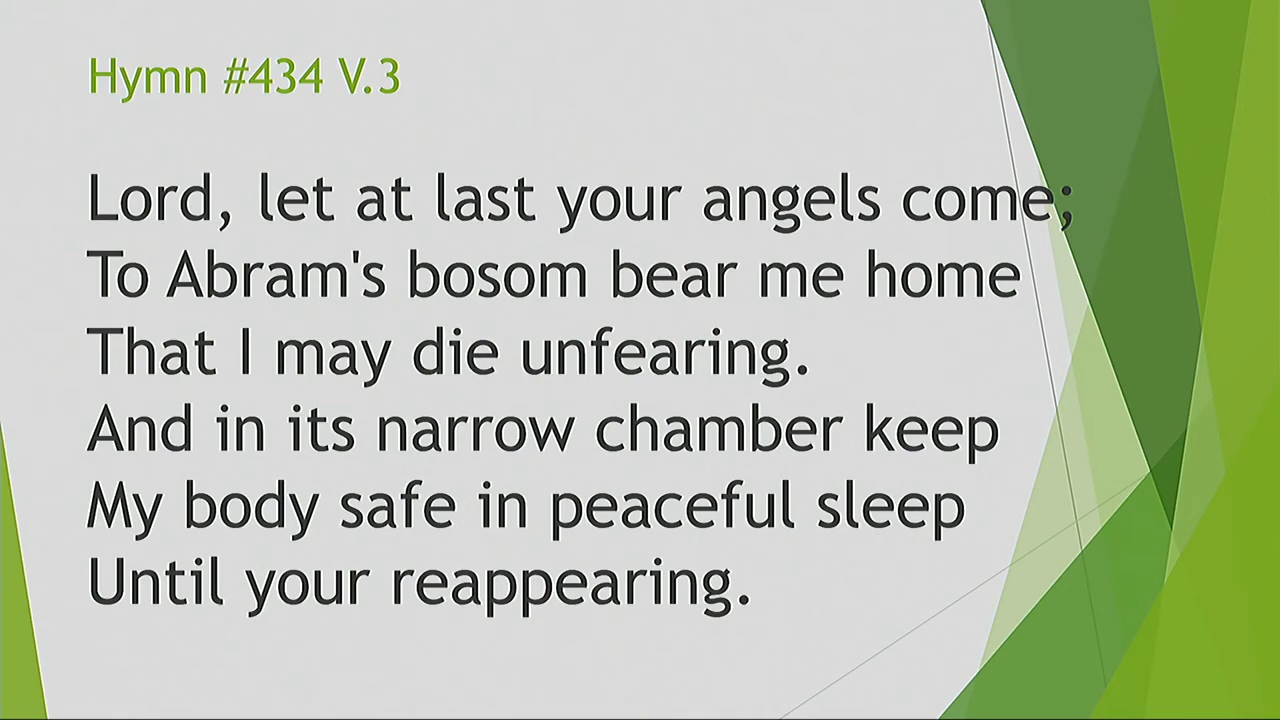 Hymn #434 V.3
Lord, let at last your angels come;
To Abram's bosom bear me home
That I may die unfearing.
And in its narrow chamber keep
My body safe in peaceful sleep
Until your reappearing.